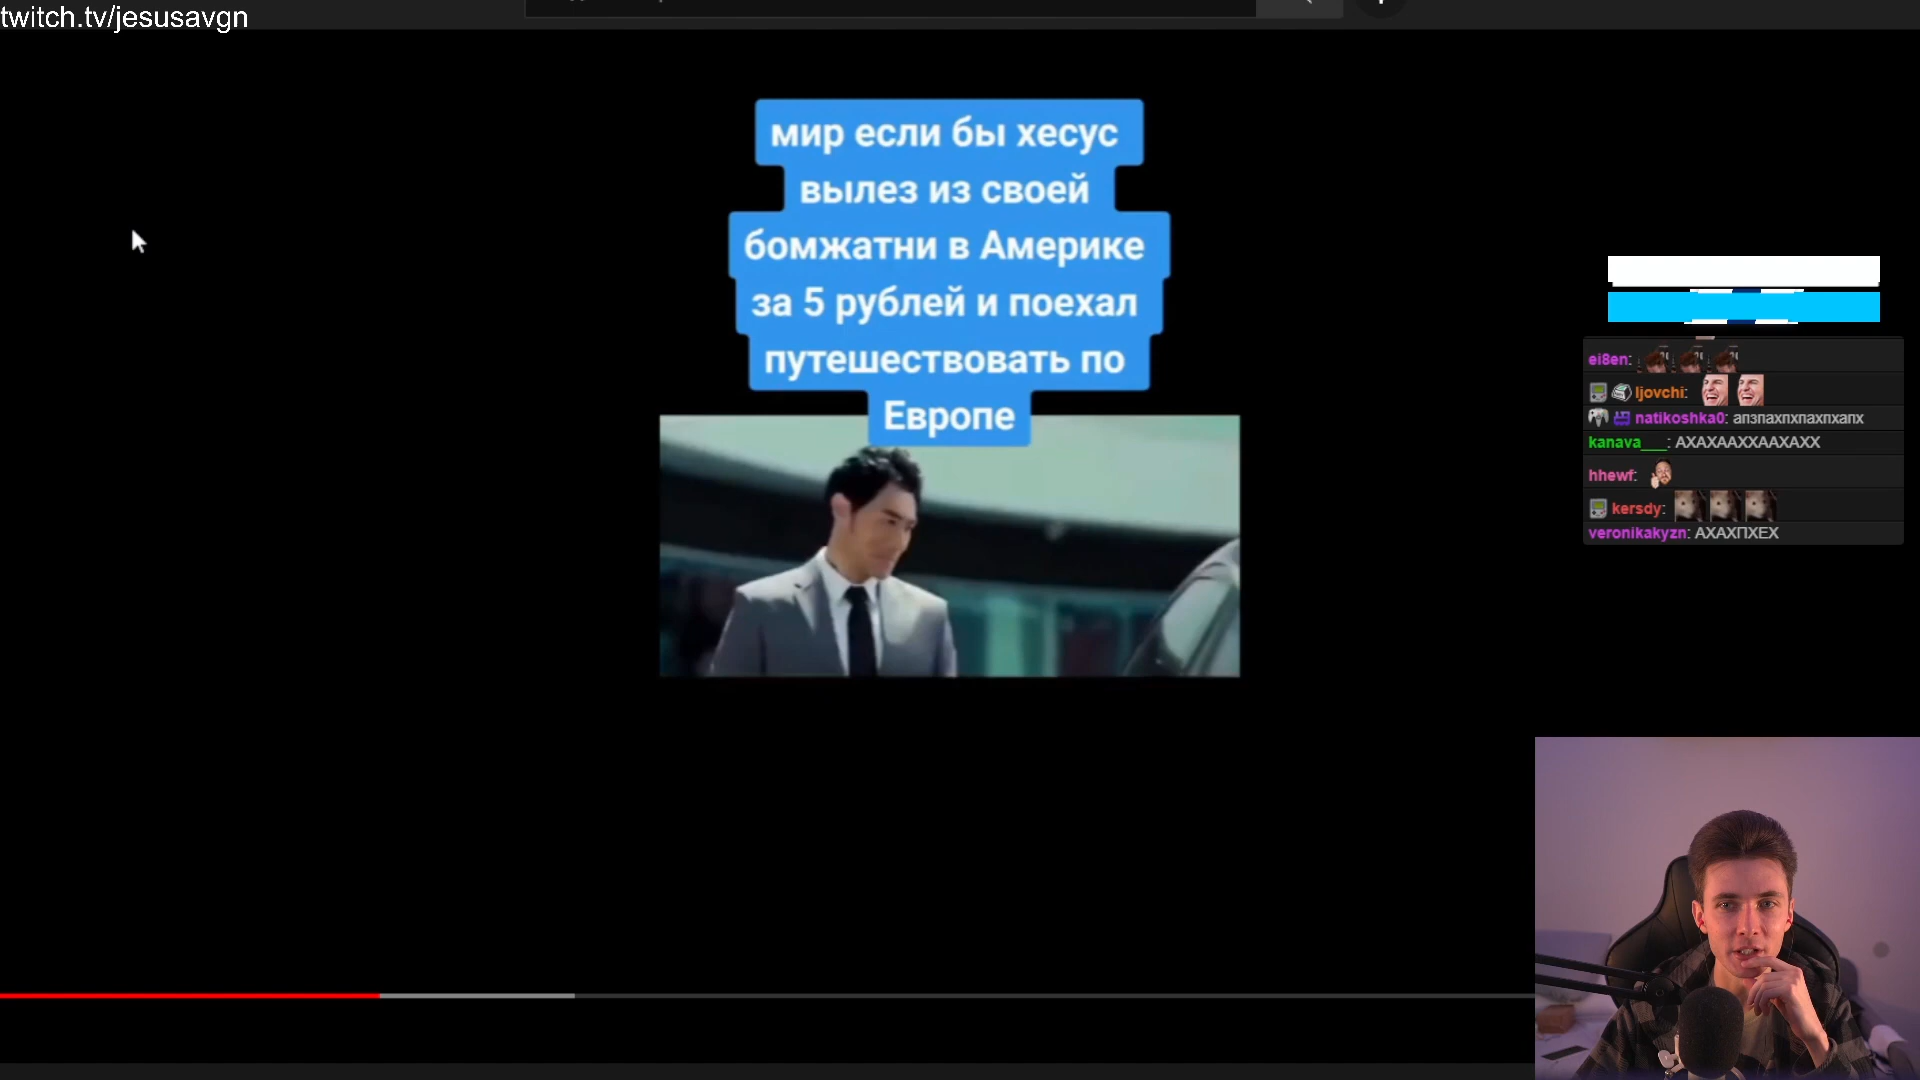 twitch.tv/jesusavgn
мир если бы хесус
вылез из своей
бомжатни в Америке
за 5 рублей и поехал
путешествовать по
Европе
ei8en:
ljovchi:
natikoshka0: апзпахпхпахпхапх
kanava___: АХАХААХХААХАХХ
hhewf:
kersdy:
veronikakyzn: АХАХПХЕХ